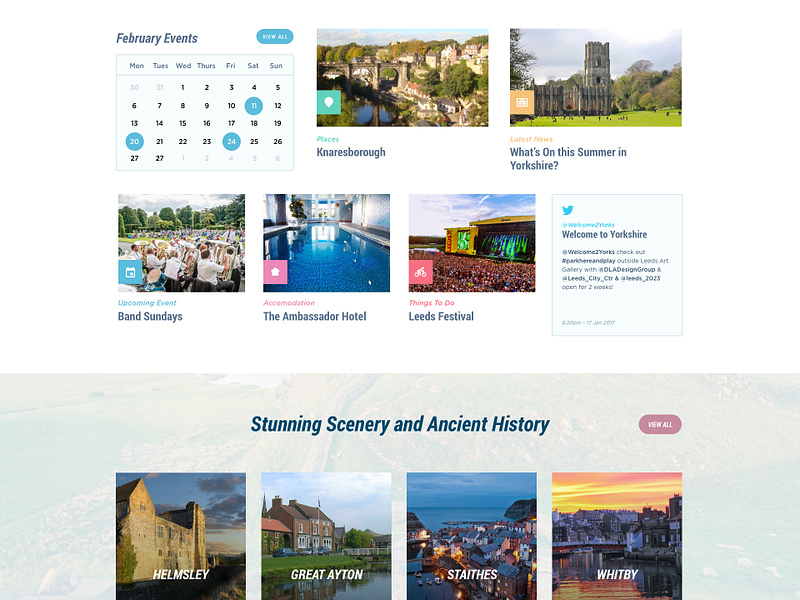 February Events
VIEW ALL
Mon Tues Wed Thurs Fri Sat Sun
30 31 1 2 3 4 5
6 7 8 9 10 11 12
13 14 15 16 17 18 19
20 21 22 23 24 25 26
27 27 1 2 3 4 5 6
Places
Knaresborough
Latest News
What's On this Summer in
Yorkshire?
Upcoming Event
Band Sundays
Accomodation
The Ambassador Hotel
Things To Do
Leeds Festival
@Welcome2Yorks
Welcome to Yorkshire
@Welcome2Yorks check out
#parkhereandplay outside Leeds Art
Gallery with @DLADesignGroup &
@Leeds_City_Ctr & @leeds_2023
open for 2 weeks!
6:20pm – 17 Jan 2017
Stunning Scenery and Ancient History
VIEW ALL
HELMSLEY
GREAT AYTON
STAITHES
WHITBY